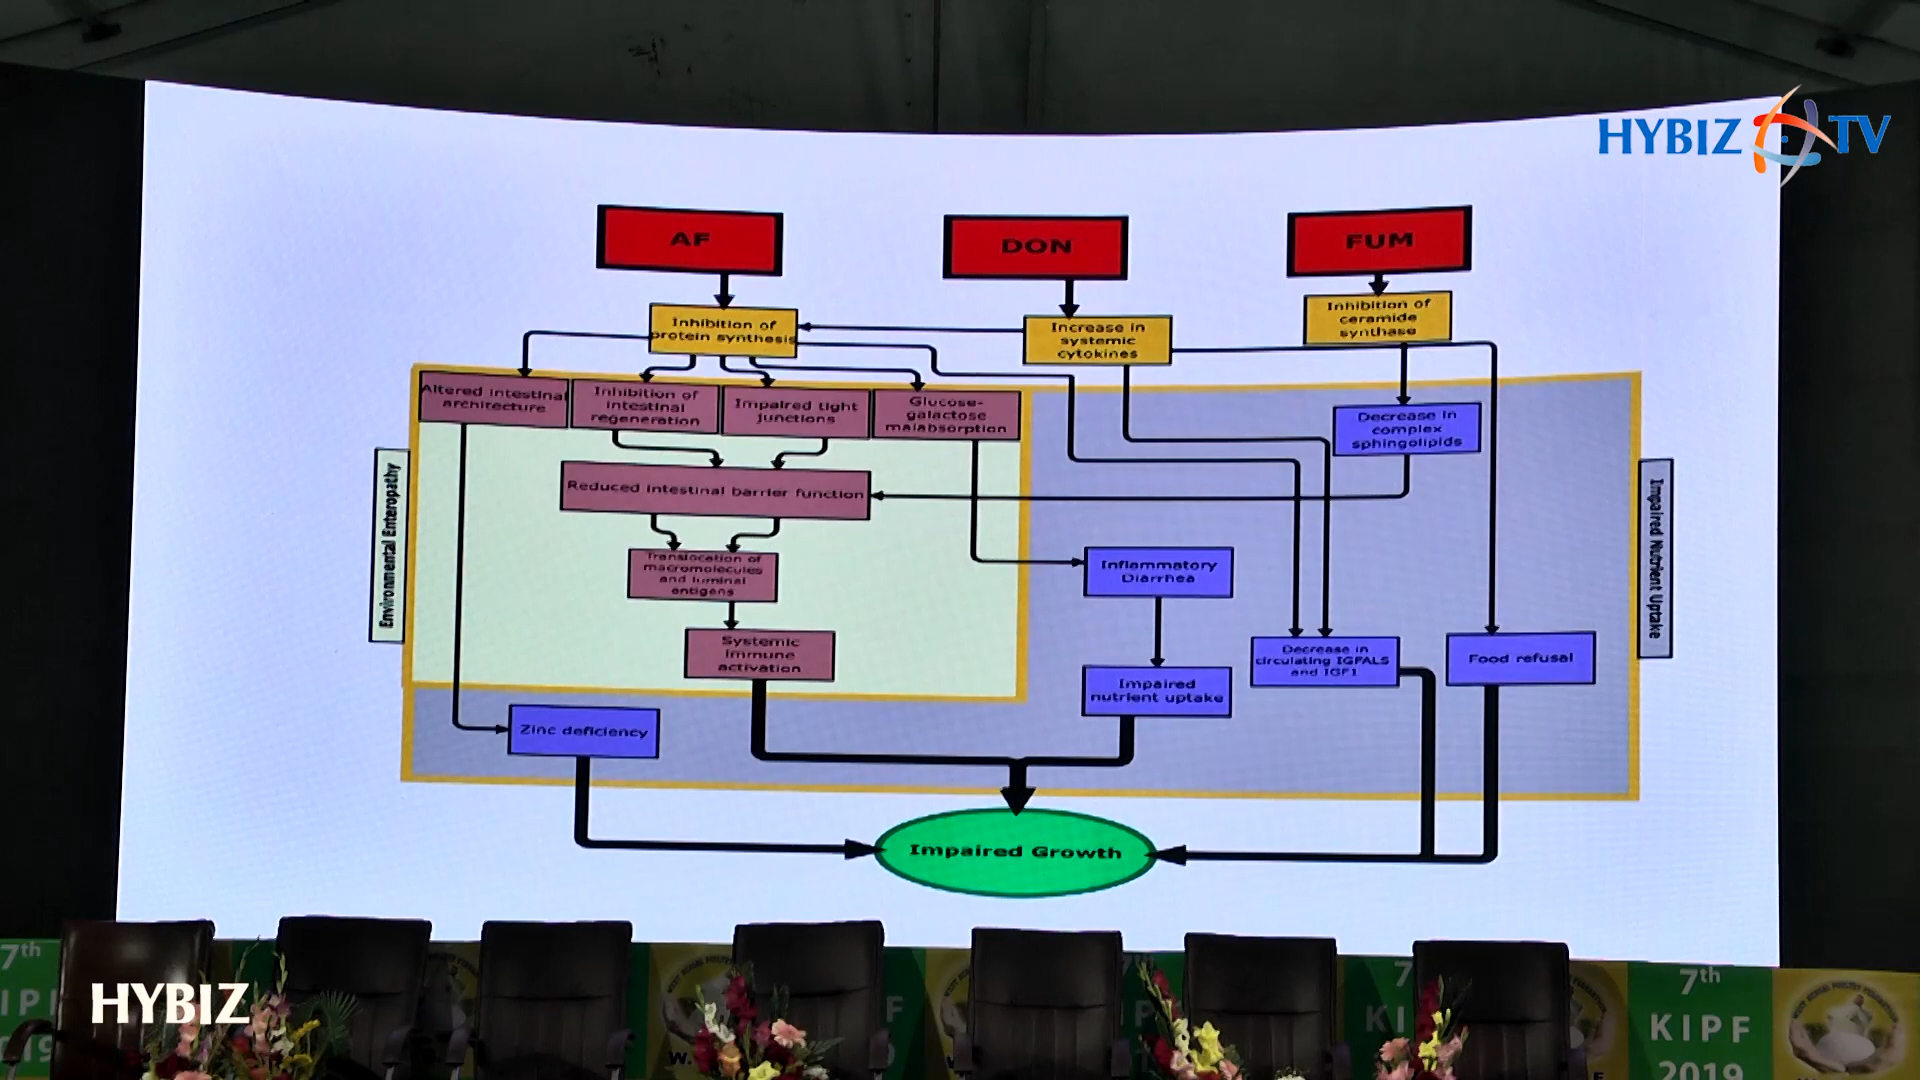 HYBIZ TV
AF
DON
FUM
Inhibition of
protein synthesis
Increase in
systemic
cytokines
Inhibition of
ceramide
synthase
Altered intestinal
architecture
Inhibition of
intestinal
regeneration
Impaired tight
junctions
Glucose-
galactose
malabsorption
Decrease in
complex
sphingolipids
Reduced intestinal barrier function
Environmental Enteropathy
Impaired Nutrient Uptake
Translocation of
macromolecules
and luminal
antigens
Inflammatory
Diarrhea
Systemic
immune
activation
Impaired
nutrient uptake
Decrease in
circulating IGFALS
and IGF1
Food refusal
Zinc deficiency
Impaired Growth
7th
HYBIZ
7th
KIPF
2019